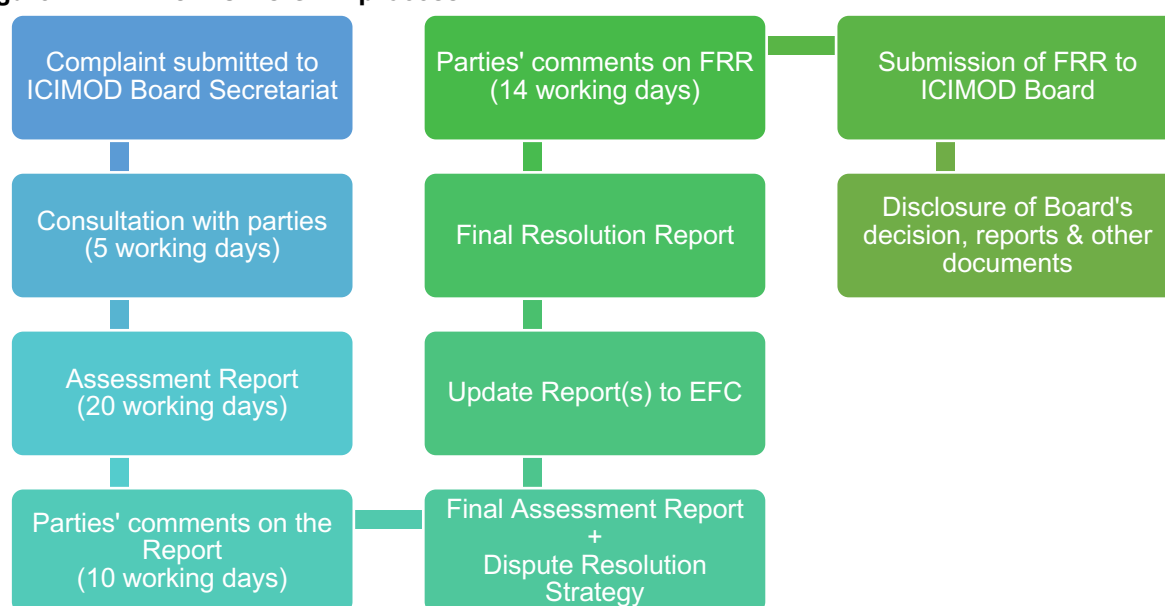 Complaint submitted to
ICIMOD Board Secretariat
Consultation with parties
(5 working days)
Assessment Report
(20 working days)
Parties' comments on the
Report
(10 working days)
Final Assessment Report
+
Dispute Resolution
Strategy
Update Report(s) to EFC
Final Resolution Report
Parties' comments on FRR
(14 working days)
Submission of FRR to
ICIMOD Board
Disclosure of Board's
decision, reports & other
documents